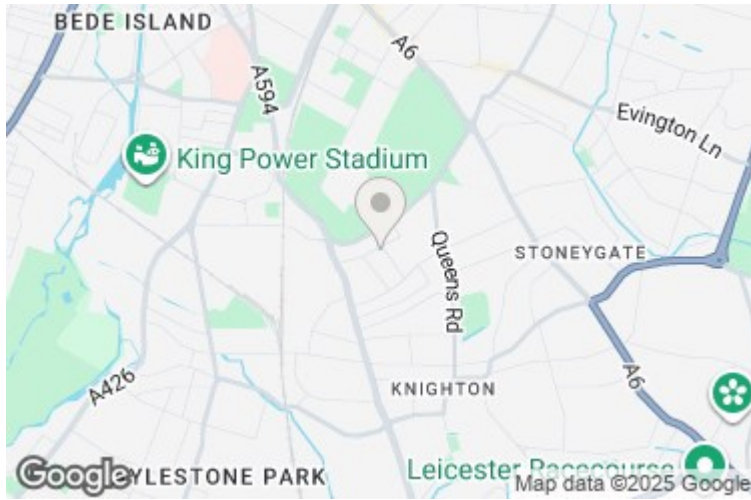 BEDE ISLAND
A6
A594
Evington Ln
King Power Stadium
Queens Rd
STONEYGATE
A426
KNIGHTON
A6
Google
AYLESTONE PARK
Leicester Racecourse
Map data ©2025 Google